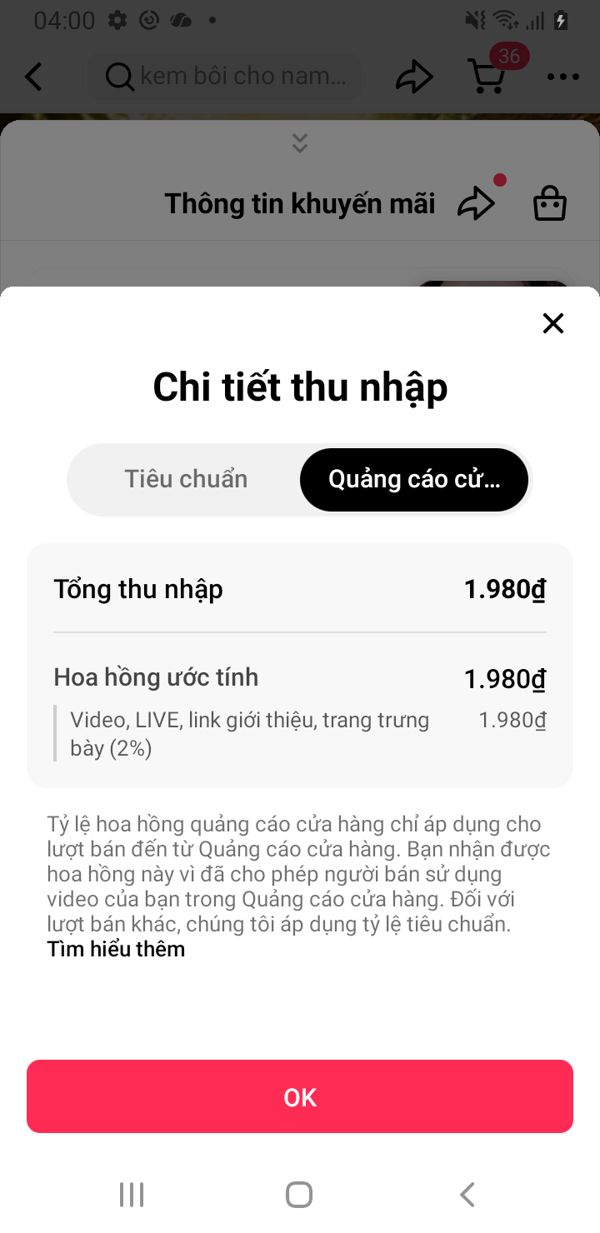 04:00
kem bôi cho nam...
36
Thông tin khuyến mãi
Chi tiết thu nhập
Tiêu chuẩn
Quảng cáo cử...
Tổng thu nhập
1.980₫
Hoa hồng ước tính
1.980₫
Video, LIVE, link giới thiệu, trang trưng
1.980₫
bày (2%)
Tỷ lệ hoa hồng quảng cáo cửa hàng chỉ áp dụng cho
lượt bán đến từ Quảng cáo cửa hàng. Bạn nhận được
hoa hồng này vì đã cho phép người bán sử dụng
video của bạn trong Quảng cáo cửa hàng. Đối với
lượt bán khác, chúng tôi áp dụng tỷ lệ tiêu chuẩn.
Tìm hiểu thêm
OK